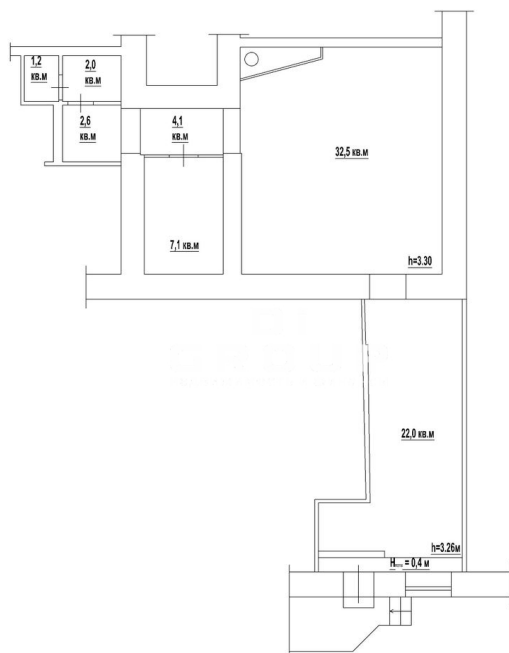 1,2
кв.м
2,0
кв.м
2,6
кв.м
4,1
кв.м
32,5 кв.м
7,1 кв.м
h=3.30
22,0 кв.м
h=3.26м
= 0,4 м